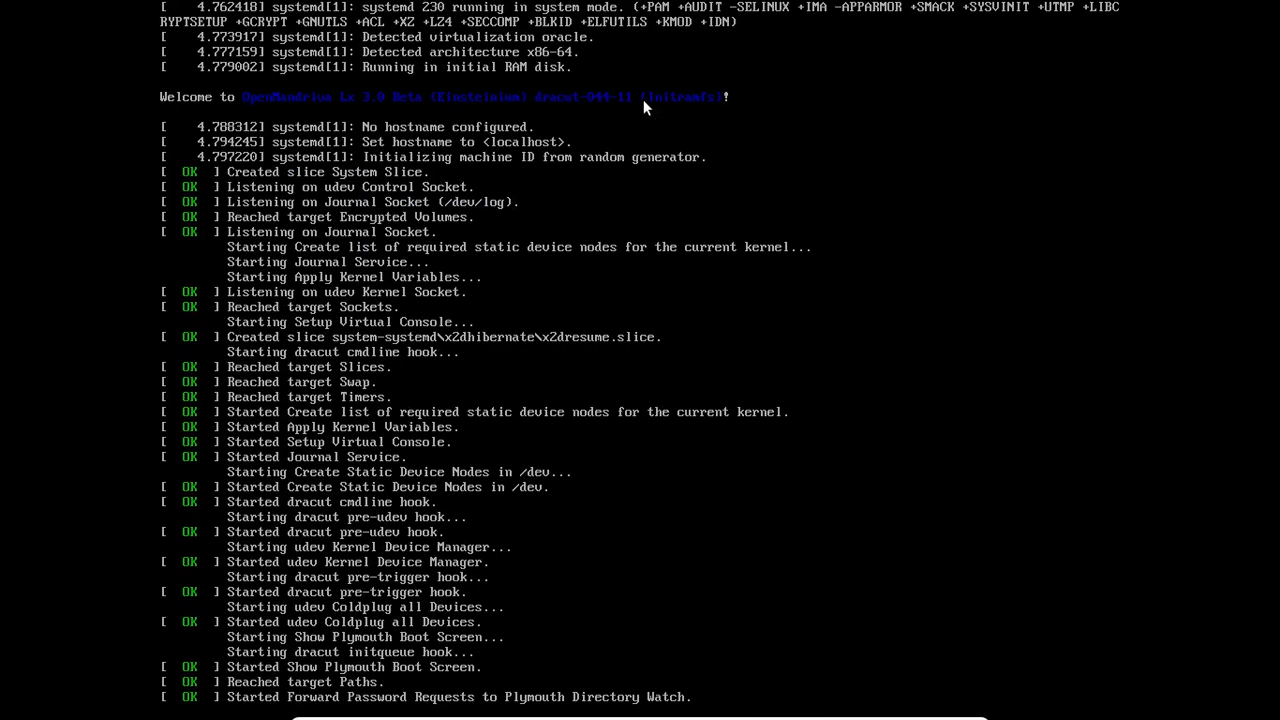 [    4.762418] systemd[1]: systemd 230 running in system mode. (+PAM +AUDIT -SELINUX +IMA -APPARMOR +SMACK +SYSVINIT +UTMP +LIBC
RYPTSETUP +GCRYPT +GNUTLS +ACL +XZ +LZ4 +SECCOMP +BLKID +ELFUTILS +KMOD +IDN)
[    4.773917] systemd[1]: Detected virtualization oracle.
[    4.777159] systemd[1]: Detected architecture x86-64.
[    4.779002] systemd[1]: Running in initial RAM disk.
Welcome to OpenMandriva Lx 3.0 Beta (Einsteinium) dracut-044-11 (Initramfs)!
[    4.788312] systemd[1]: No hostname configured.
[    4.794245] systemd[1]: Set hostname to <localhost>.
[    4.797220] systemd[1]: Initializing machine ID from random generator.
[  OK  ] Created slice System Slice.
[  OK  ] Listening on udev Control Socket.
[  OK  ] Listening on Journal Socket (/dev/log).
[  OK  ] Reached target Encrypted Volumes.
[  OK  ] Listening on Journal Socket.
Starting Create list of required static device nodes for the current kernel...
Starting Journal Service...
Starting Apply Kernel Variables...
[  OK  ] Listening on udev Kernel Socket.
[  OK  ] Reached target Sockets.
Starting Setup Virtual Console...
[  OK  ] Created slice system-systemd\x2dhibernate\x2dresume.slice.
Starting dracut cmdline hook...
[  OK  ] Reached target Slices.
[  OK  ] Reached target Swap.
[  OK  ] Reached target Timers.
[  OK  ] Started Create list of required static device nodes for the current kernel.
[  OK  ] Started Apply Kernel Variables.
[  OK  ] Started Setup Virtual Console.
[  OK  ] Started Journal Service.
Starting Create Static Device Nodes in /dev...
[  OK  ] Started Create Static Device Nodes in /dev.
[  OK  ] Started dracut cmdline hook.
Starting dracut pre-udev hook...
[  OK  ] Started dracut pre-udev hook.
Starting udev Kernel Device Manager...
[  OK  ] Started udev Kernel Device Manager.
Starting dracut pre-trigger hook...
[  OK  ] Started dracut pre-trigger hook.
Starting udev Coldplug all Devices...
[  OK  ] Started udev Coldplug all Devices.
Starting Show Plymouth Boot Screen...
Starting dracut initqueue hook...
[  OK  ] Started Show Plymouth Boot Screen.
[  OK  ] Reached target Paths.
[  OK  ] Started Forward Password Requests to Plymouth Directory Watch.